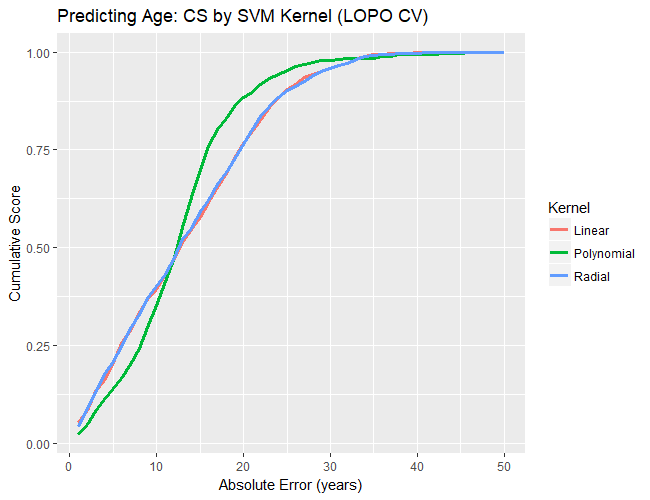 Predicting Age: CS by SVM Kernel (LOPO CV)
Cumulative Score
1.00
0.75
0.50
0.25
0.00
0 10 20 30 40 50
Absolute Error (years)
Kernel
Linear
Polynomial
Radial